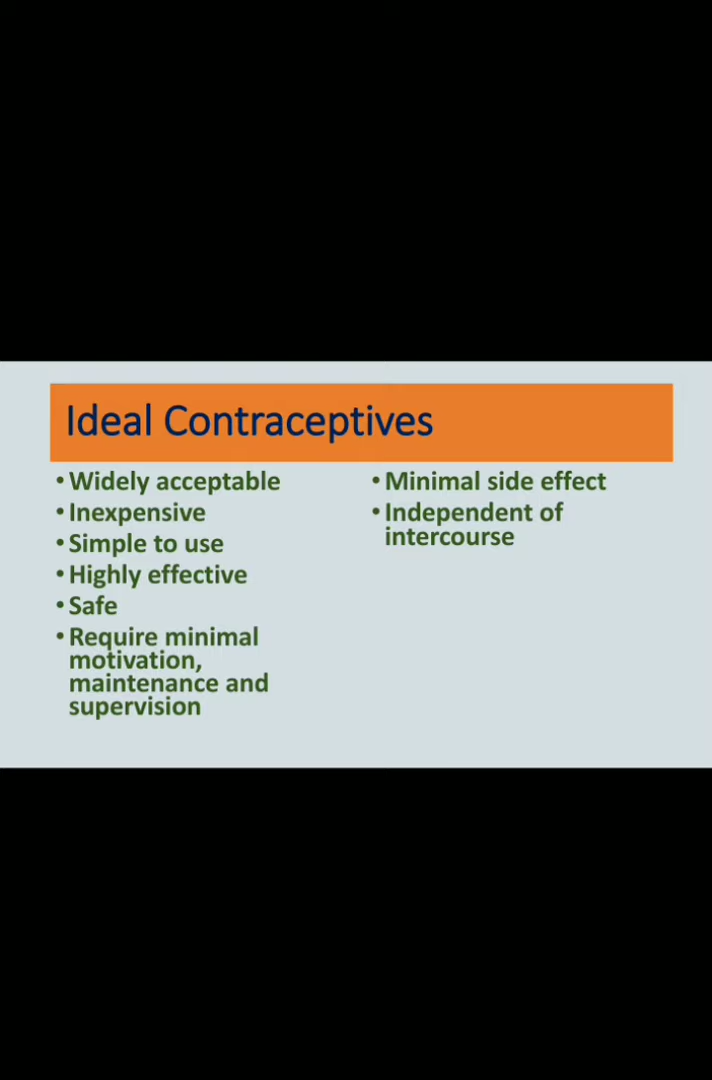 Ideal Contraceptives
• Widely acceptable
• Inexpensive
• Simple to use
• Highly effective
• Safe
• Require minimal
motivation,
maintenance and
supervision
• Minimal side effect
• Independent of
intercourse